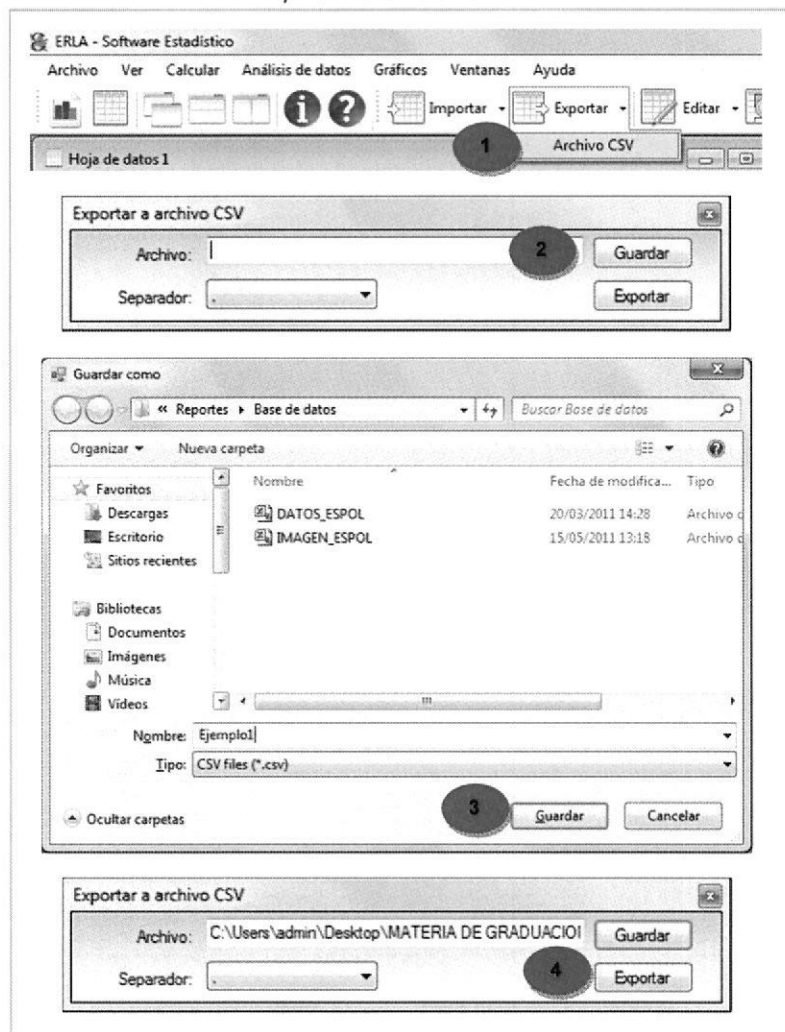 ERLA - Software Estadístico
Archivo Ver Calcular Análisis de datos Gráficos Ventanas Ayuda
Importar Exportar Editar
1 Archivo CSV
Hoja de datos 1
Exportar a archivo CSV
Archivo: 2 Guardar
Separador: , Exportar
Guardar como
« Reportes Base de datos Buscar Base de datos
Organizar Nueva carpeta
Favoritos Nombre Fecha de modifica... Tipo
Descargas DATOS_ESPOL 20/03/2011 14:28 Archivo d
Escritorio IMAGEN_ESPOL 15/05/2011 13:18 Archivo d
Sitios recientes
Bibliotecas
Documentos
Imágenes
Música
Vídeos
Nombre: Ejemplo1
Tipo: CSV files (*.csv)
Ocultar carpetas 3 Guardar Cancelar
Exportar a archivo CSV
Archivo: C:\Users\admin\Desktop\MATERIA DE GRADUACIOI Guardar
Separador: , 4 Exportar